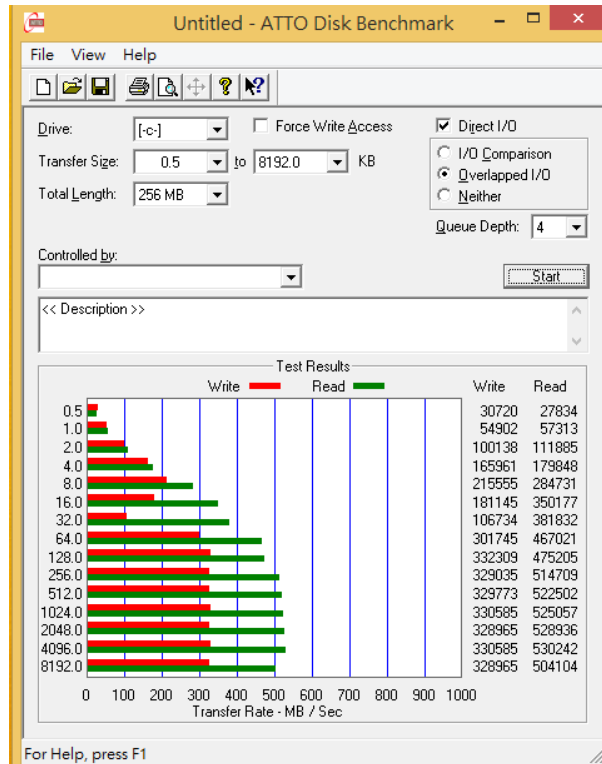 Untitled - ATTO Disk Benchmark
File View Help
Drive: [-c-] Force Write Access Direct I/O
Transfer Size: 0.5 to 8192.0 KB
I/O Comparison
Overlapped I/O
Total Length: 256 MB
Neither
Queue Depth: 4
Controlled by:
Start
<< Description >>
Test Results
Write Read Write Read
0.5 30720 27834
1.0 54902 57313
2.0 100138 111885
4.0 165961 179848
8.0 215555 284731
16.0 181145 350177
32.0 106734 381832
64.0 301745 467021
128.0 332309 475205
256.0 329035 514709
512.0 329773 522502
1024.0 330585 525057
2048.0 328965 528936
4096.0 330585 530242
8192.0 328965 504104
0 100 200 300 400 500 600 700 800 900 1000
Transfer Rate - MB / Sec
For Help, press F1